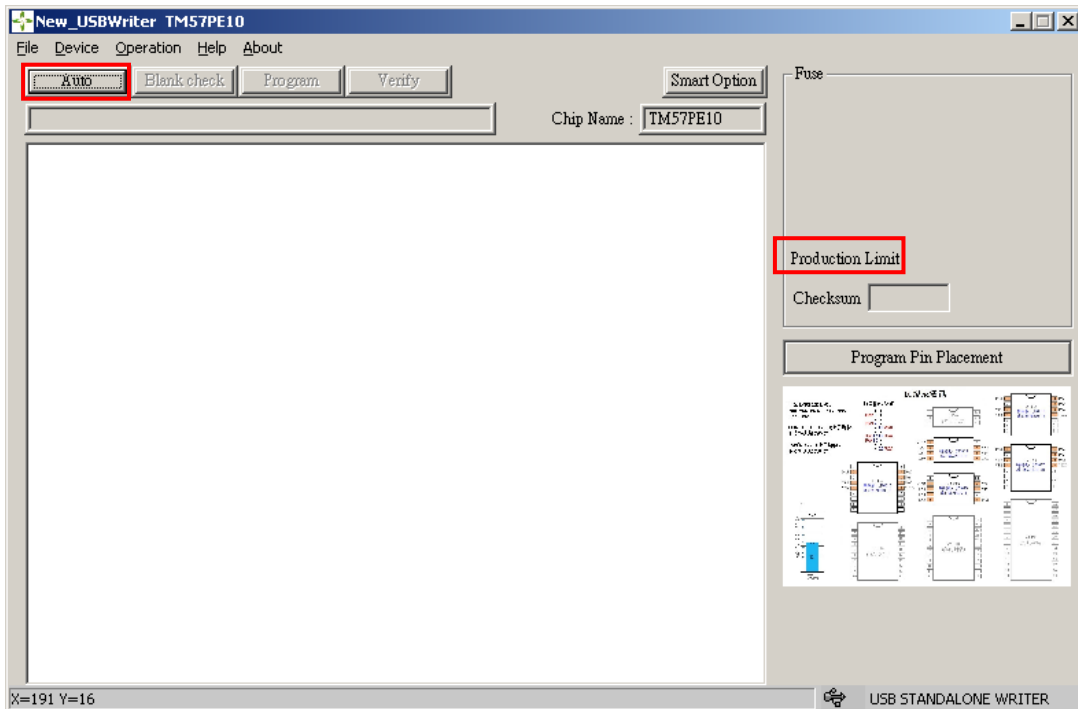 New_USBWriter TM57PE10
File Device Operation Help About
Auto Blank check Program Verify Smart Option
Chip Name : TM57PE10
Fuse
Production Limit
Checksum
Program Pin Placement
X=191 Y=16 USB STANDALONE WRITER